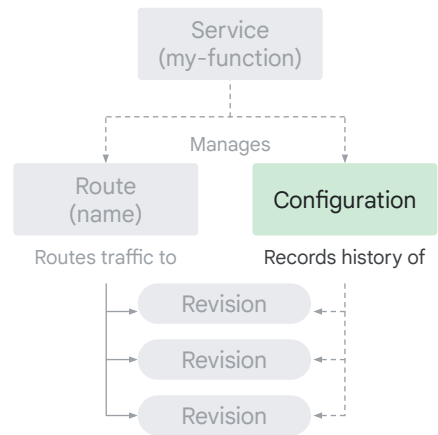 Service
(my-function)
Manages
Route
(name)
Configuration
Routes traffic to
Records history of
Revision
Revision
Revision